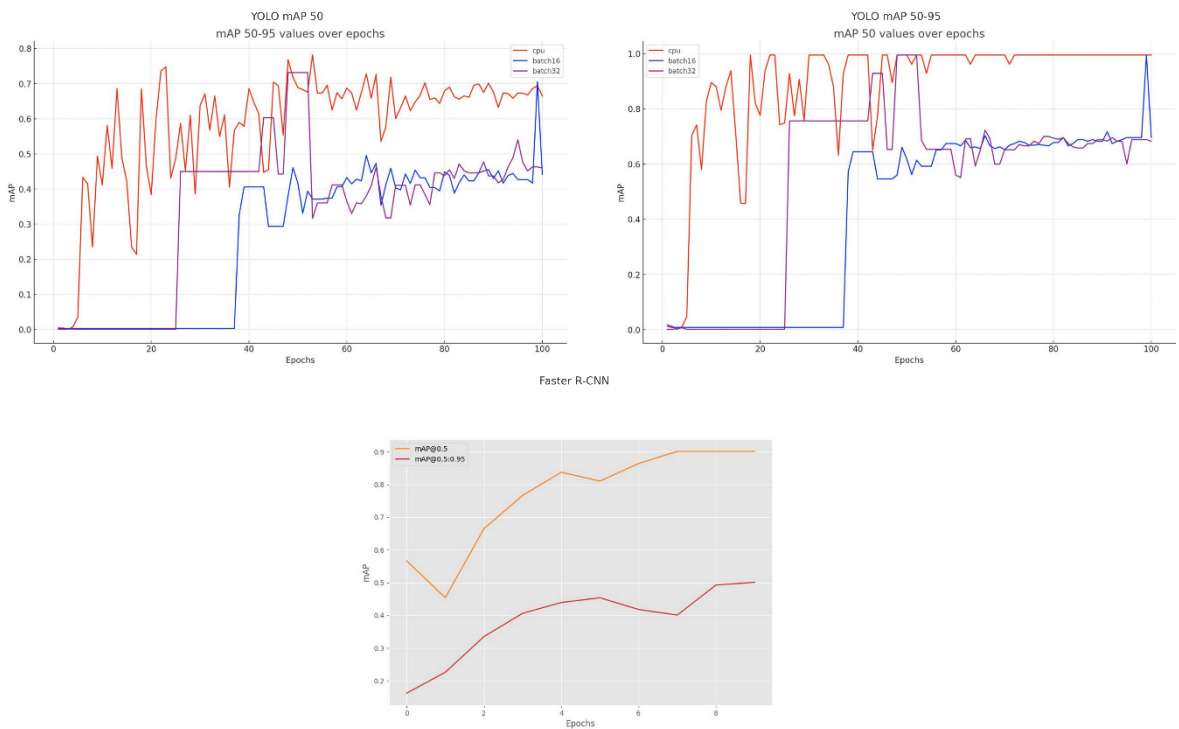 YOLO mAP 50
mAP 50-95 values over epochs
0.8
0.7
0.6
0.5
0.4
0.3
0.2
0.1
0.0
mAP
cpu
batch16
batch32
0
20
40
60
80
100
Epochs
YOLO mAP 50-95
mAP 50 values over epochs
1.0
0.8
0.6
0.4
0.2
0.0
mAP
cpu
batch16
batch32
0
20
40
60
80
100
Epochs
Faster R-CNN
mAP@0.5
mAP@0.5:0.95
0.9
0.8
0.7
0.6
0.5
0.4
0.3
0.2
mAP
0
2
4
6
8
Epochs